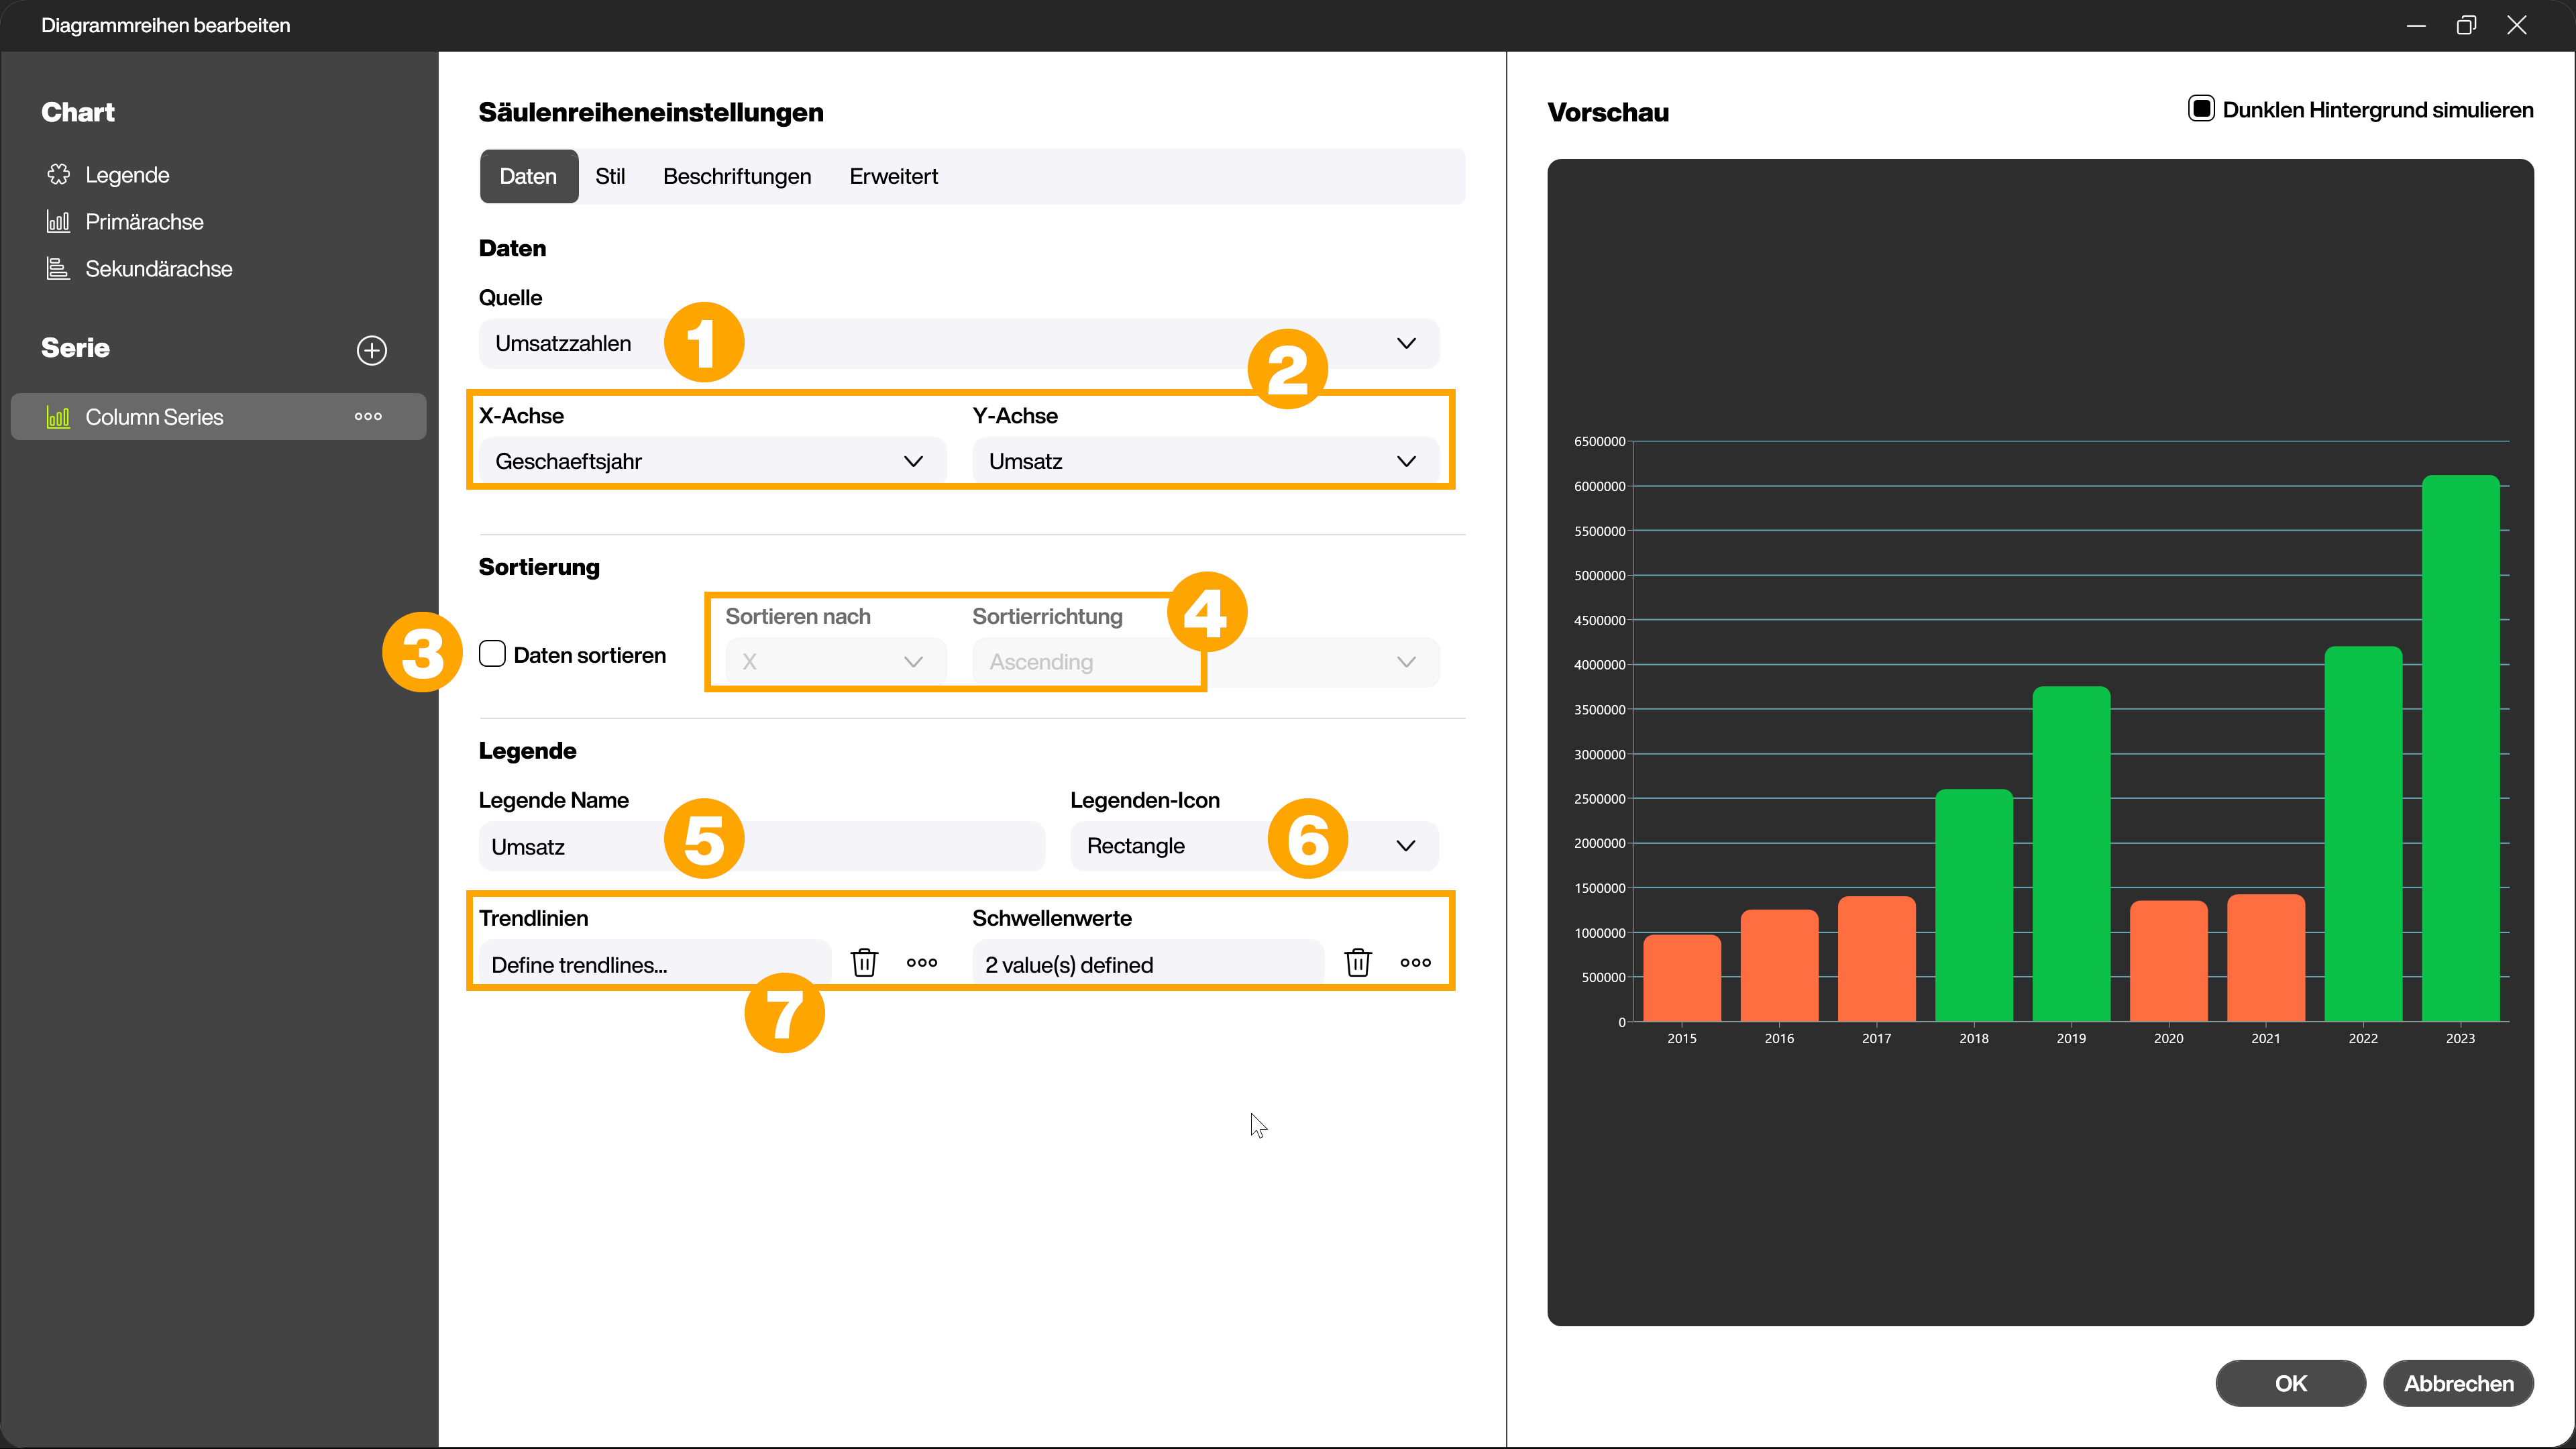 Diagrammreihen bearbeiten
Chart
Legende
Primärachse
Sekundärachse
Serie
Column Series
Säulenreiheneinstellungen
Daten
Stil
Beschriftungen
Erweitert
Daten
Quelle
Umsatzzahlen
1
2
X-Achse
Y-Achse
Geschaeftsjahr
Umsatz
Sortierung
3
Daten sortieren
Sortieren nach
Sortierrichtung
4
X
Ascending
Legende
Legende Name
Legenden-Icon
Umsatz
5
Rectangle
6
Trendlinien
Schwellenwerte
Define trendlines...
2 value(s) defined
7
Vorschau
Dunklen Hintergrund simulieren
6500000
6000000
5500000
5000000
4500000
4000000
3500000
3000000
2500000
2000000
1500000
1000000
500000
0
2015
2016
2017
2018
2019
2020
2021
2022
2023
OK
Abbrechen